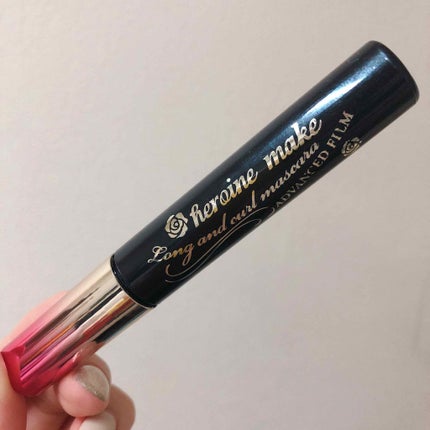 heroine make
Long and curl mascara
ADVANCED FILM